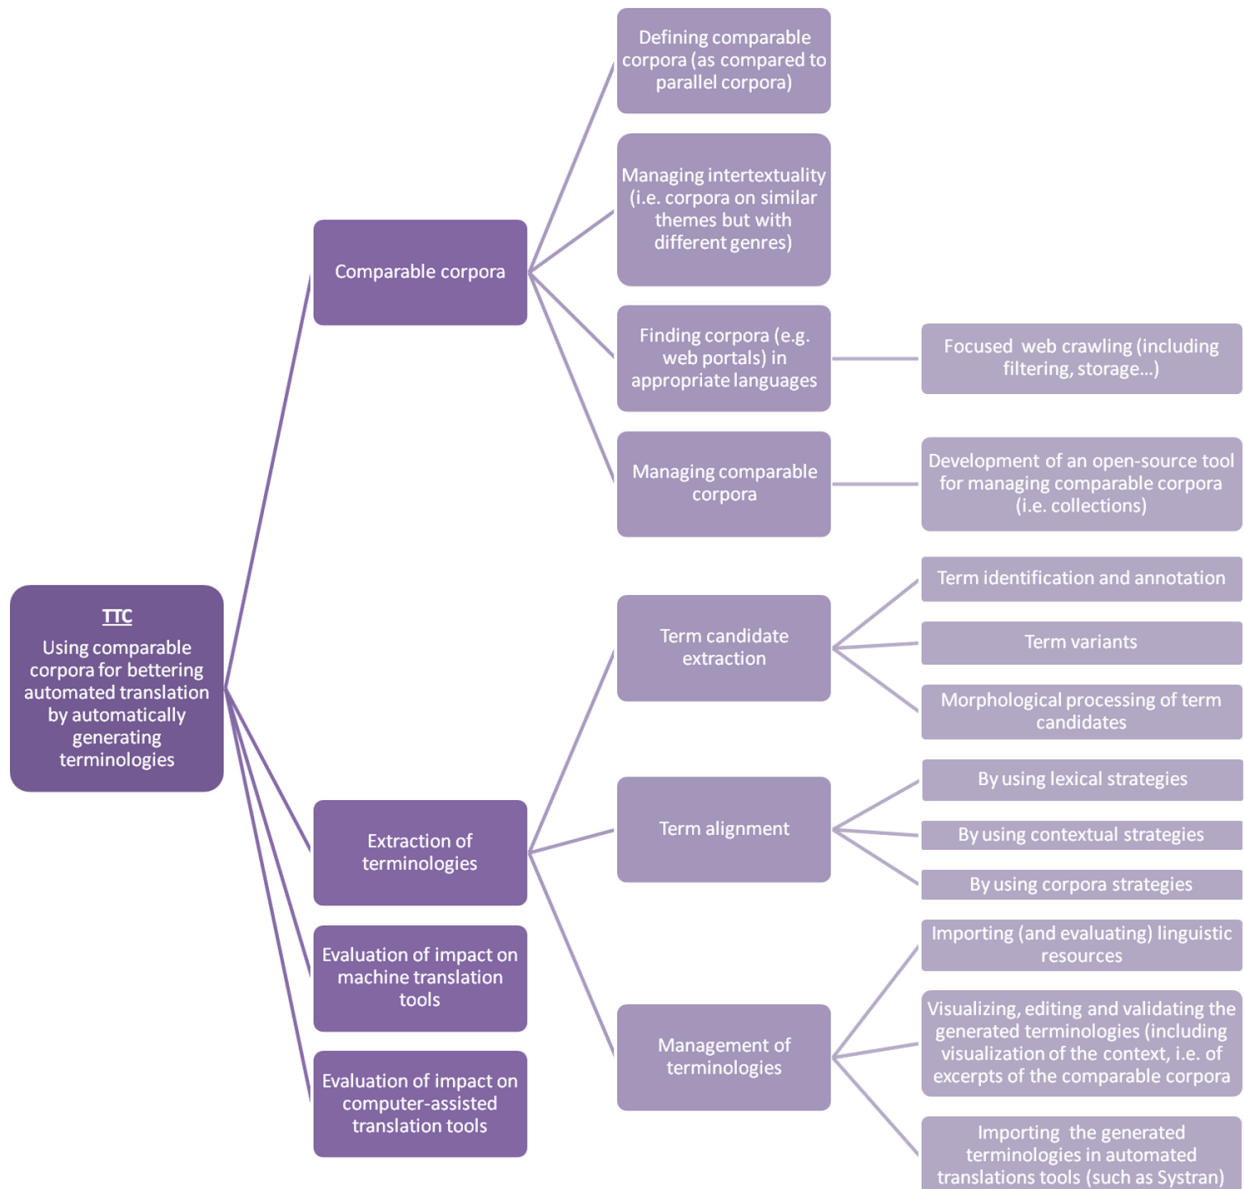 TTC
Using comparable
corpora for bettering
automated translation
by automatically
generating
terminologies
Comparable corpora
Defining comparable
corpora (as compared to
parallel corpora)
Managing intertextuality
(i.e. corpora on similar
themes but with
different genres)
Finding corpora (e.g.
web portals) in
appropriate languages
Focused web crawling (including
filtering, storage...)
Managing comparable
corpora
Development of an open-source tool
for managing comparable corpora
(i.e. collections)
Extraction of
terminologies
Term candidate
extraction
Term identification and annotation
Term variants
Morphological processing of term
candidates
Term alignment
By using lexical strategies
By using contextual strategies
By using corpora strategies
Management of
terminologies
Importing (and evaluating) linguistic
resources
Visualizing, editing and validating the
generated terminologies (including
visualization of the context, i.e. of
excerpts of the comparable corpora
Importing the generated
terminologies in automated
translations tools (such as Systran)
Evaluation of impact on
machine translation
tools
Evaluation of impact on
computer-assisted
translation tools